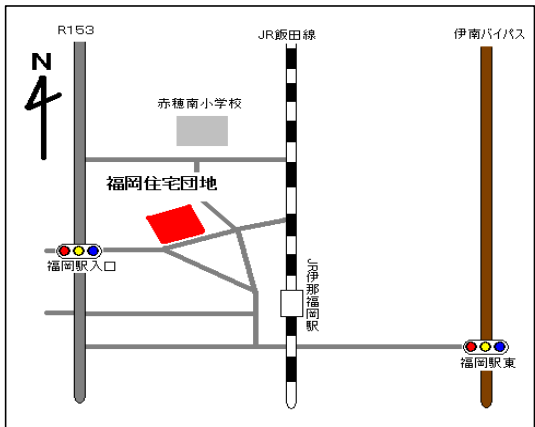 R153
JR飯田線
伊南バイパス
N
赤穂南小学校
福岡住宅団地
福岡駅入口
JR伊那福岡駅
福岡駅東